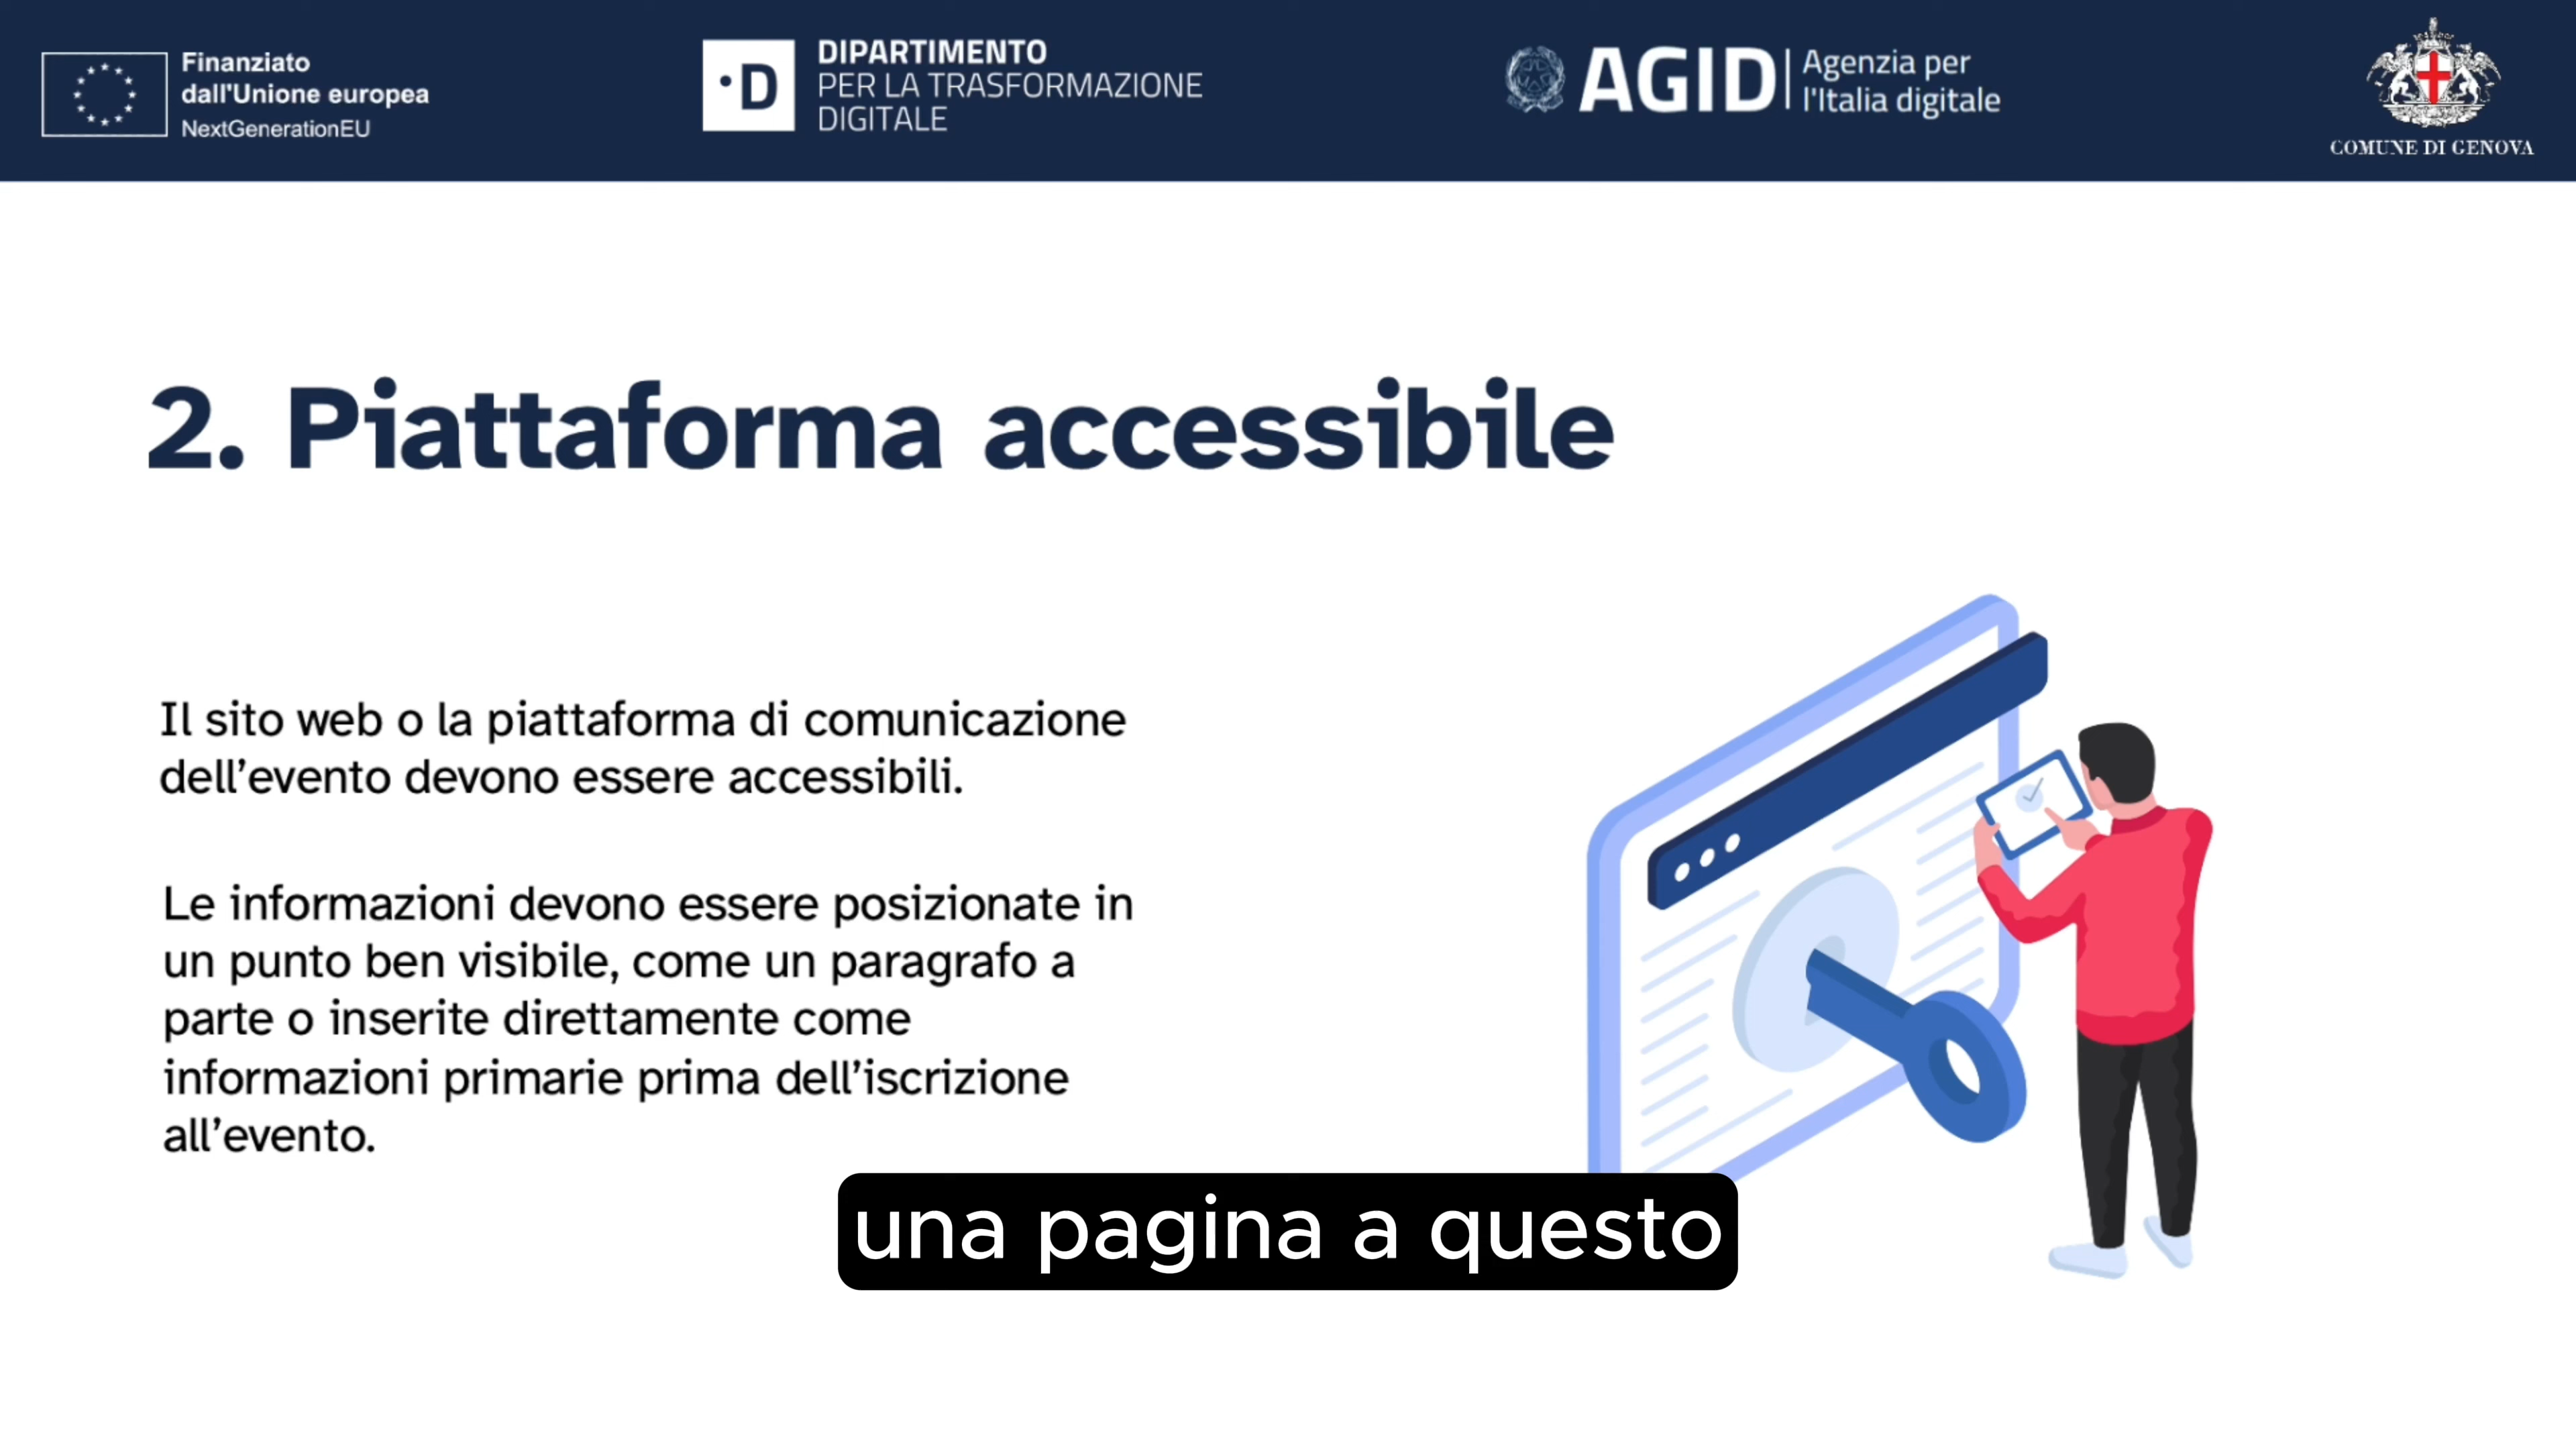 Finanziato
dall'Unione europea
NextGenerationEU
·D
DIPARTIMENTO
PER LA TRASFORMAZIONE
DIGITALE
AGID
Agenzia per
l'Italia digitale
COMUNE DI GENOVA
2. Piattaforma accessibile
Il sito web o la piattaforma di comunicazione
dell’evento devono essere accessibili.
Le informazioni devono essere posizionate in
un punto ben visibile, come un paragrafo a
parte o inserite direttamente come
informazioni primarie prima dell’iscrizione
all’evento.
una pagina a questo